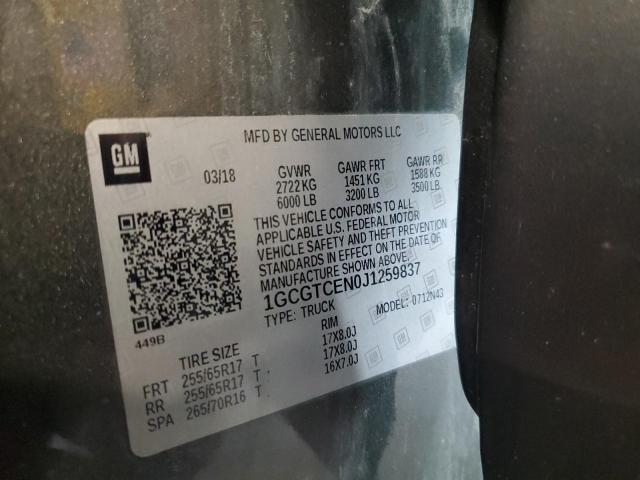 GM
MFD BY GENERAL MOTORS LLC
03/18 GVWR GAWR FRT GAWR RR
2722 KG 1451 KG 1588 KG
6000 LB 3200 LB 3500 LB
THIS VEHICLE CONFORMS TO ALL
APPLICABLE U.S. FEDERAL MOTOR
VEHICLE SAFETY AND THEFT PREVENTION
STANDARDS IN EFFECT ON THE DATE OF
MANUFACTURE SHOWN ABOVE.
1GCGTCEN0J1259837
TYPE: TRUCK MODEL: 0712N43
449B
TIRE SIZE RIM
FRT 255/65R17 T 17X8.0J
RR 255/65R17 T 17X8.0J
SPA 265/70R16 T 16X7.0J